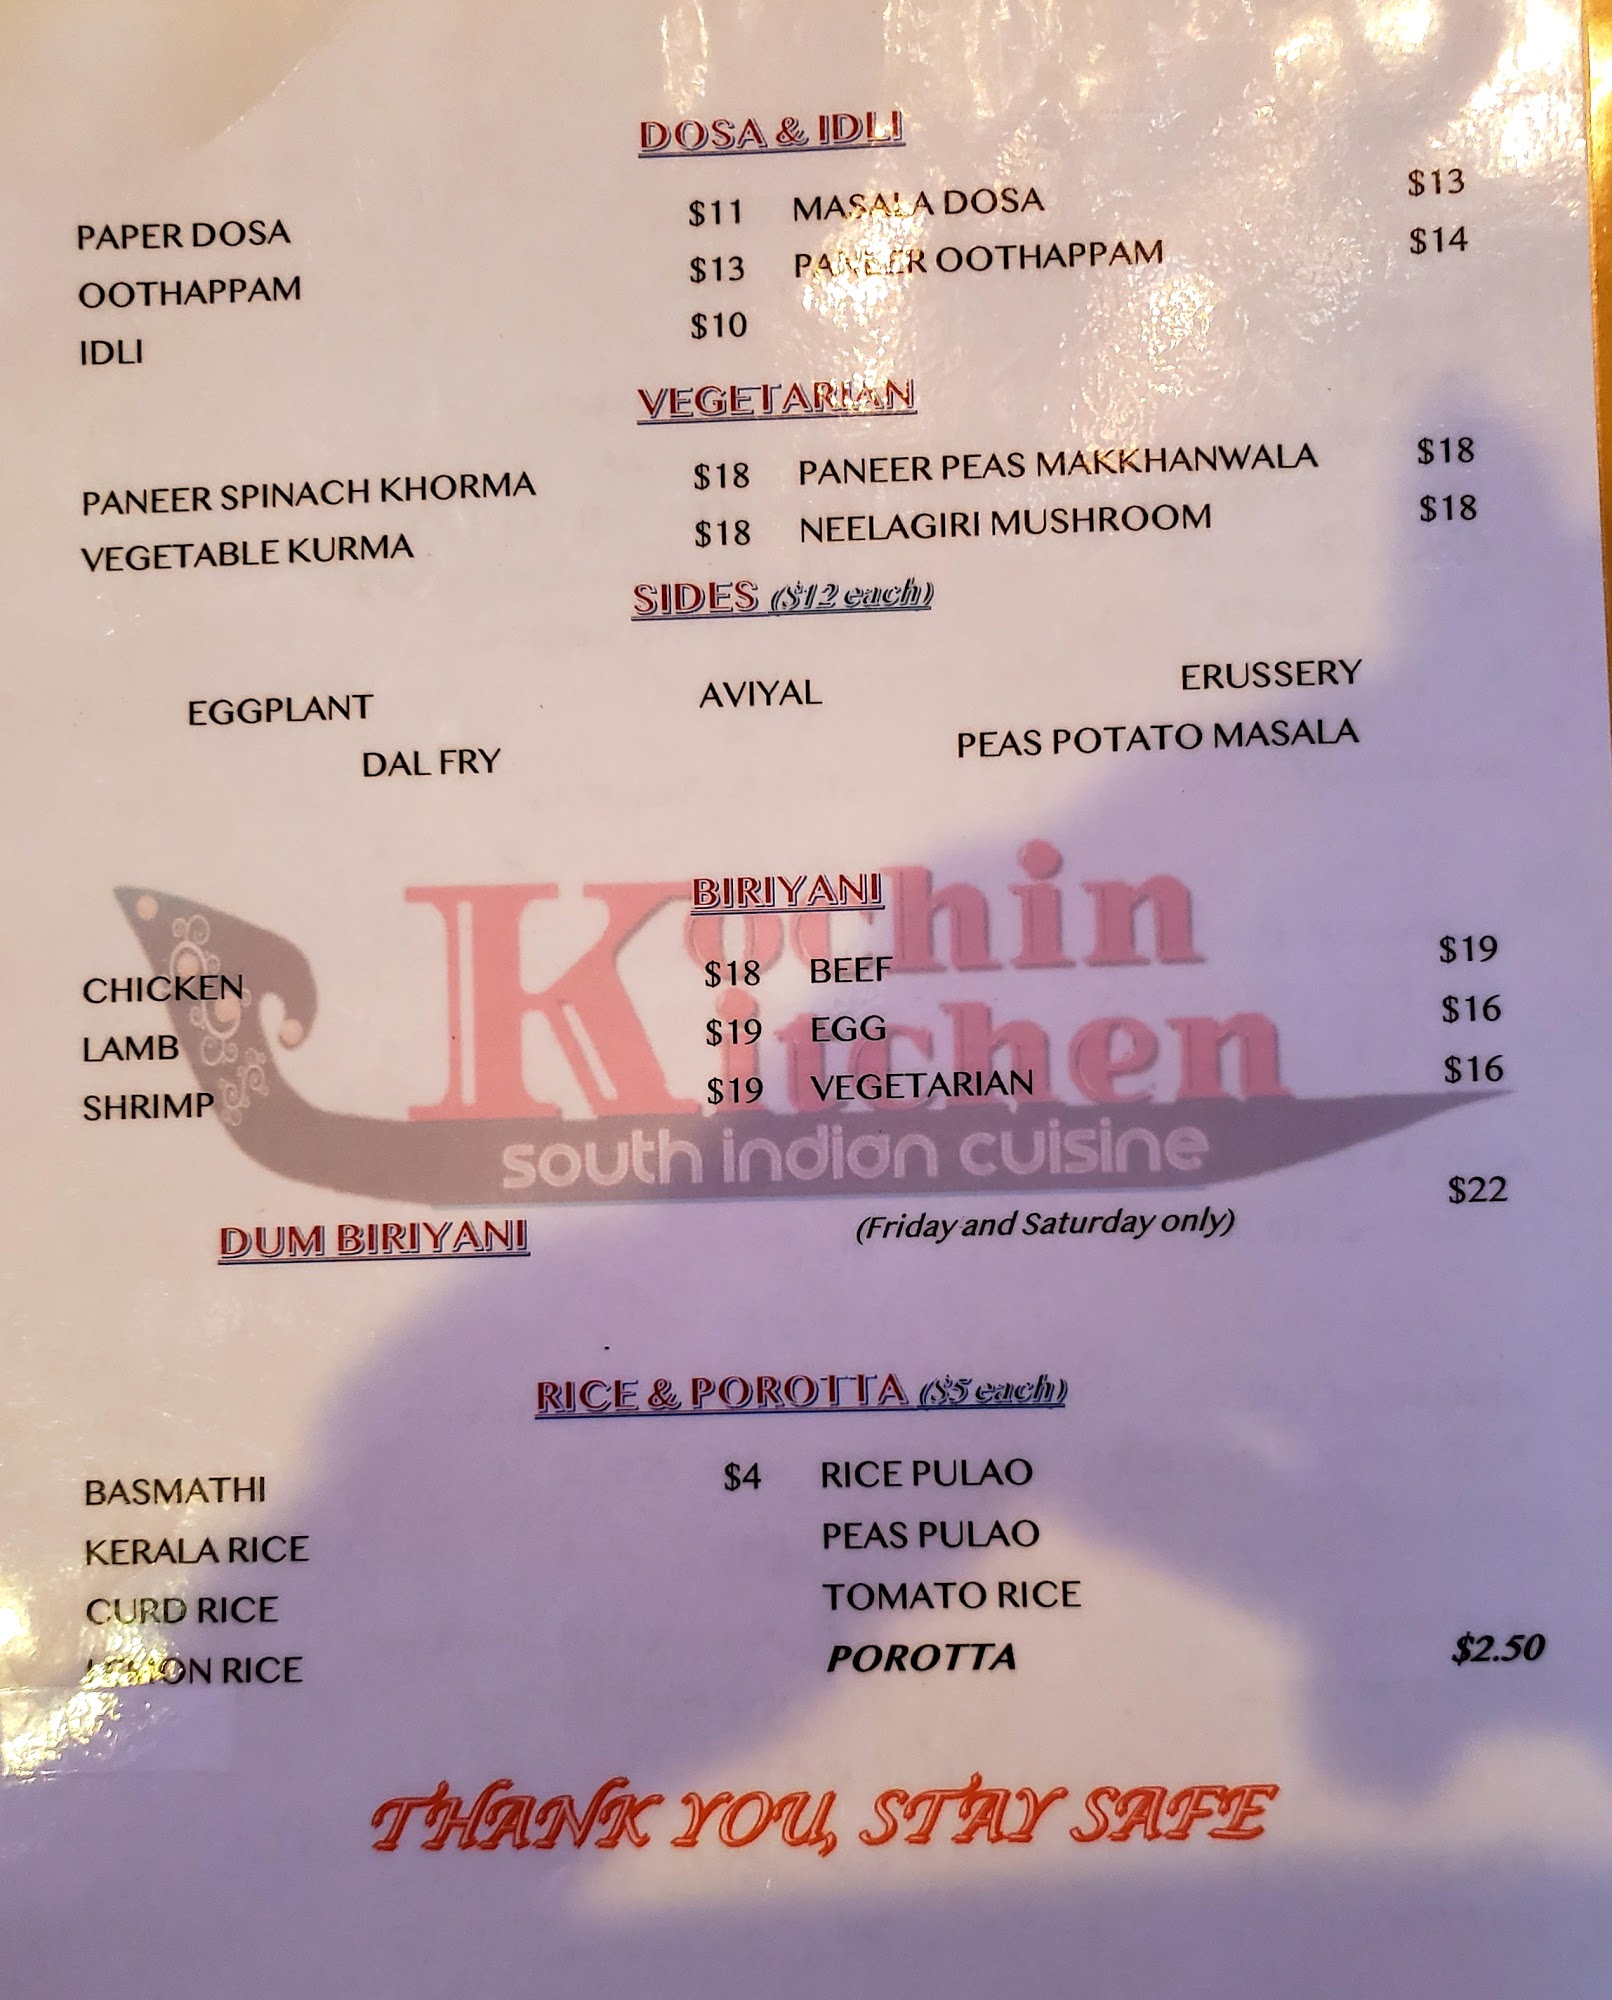 DOSA & IDLI
PAPER DOSA $11 MASALA DOSA $13
OOTHAPPAM $13 PANEER OOTHAPPAM $14
IDLI $10
VEGETARIAN
PANEER SPINACH KHORMA $18 PANEER PEAS MAKKHANWALA $18
VEGETABLE KURMA $18 NEELAGIRI MUSHROOM $18
SIDES ($12 each)
EGGPLANT AVIYAL ERUSSERY
DAL FRY PEAS POTATO MASALA
BIRIYANI
Kochin
Kitchen
south indian cuisine
CHICKEN $18 BEEF $19
LAMB $19 EGG $16
SHRIMP $19 VEGETARIAN $16
DUM BIRIYANI (Friday and Saturday only) $22
RICE & POROTTA ($5 each)
BASMATHI $4 RICE PULAO
KERALA RICE PEAS PULAO
CURD RICE TOMATO RICE
LEMON RICE POROTTA $2.50
THANK YOU, STAY SAFE